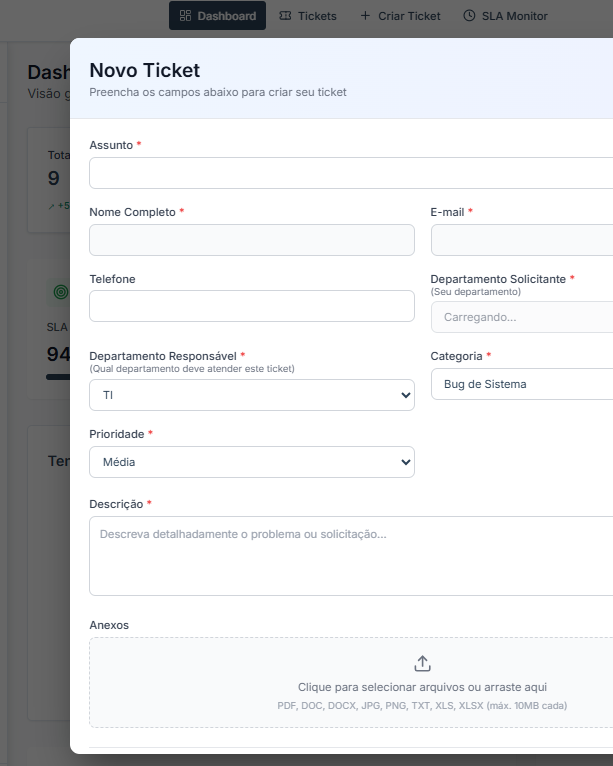 Dashboard Tickets Criar Ticket SLA Monitor
Dash
Visão g
Tota
9
+5
SLA
94
Ten
Novo Ticket
Preencha os campos abaixo para criar seu ticket
Assunto *
Nome Completo * E-mail *
Telefone Departamento Solicitante *
(Seu departamento)
Carregando...
Departamento Responsável * Categoria *
(Qual departamento deve atender este ticket)
TI Bug de Sistema
Prioridade *
Média
Descrição *
Descreva detalhadamente o problema ou solicitação...
Anexos
Clique para selecionar arquivos ou arraste aqui
PDF, DOC, DOCX, JPG, PNG, TXT, XLS, XLSX (máx. 10MB cada)